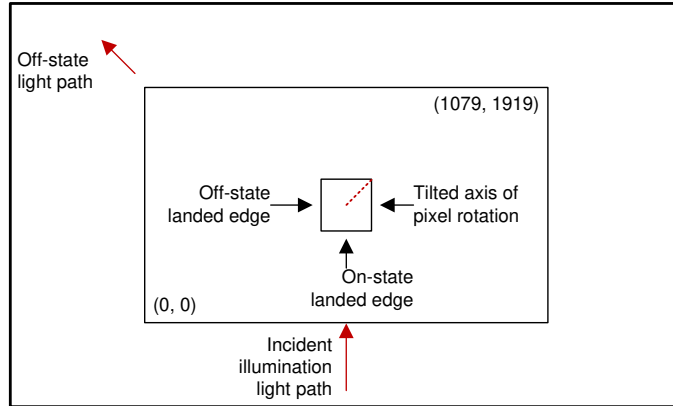 Off-state
light path
(1079, 1919)
Off-state
landed edge
Tilted axis of
pixel rotation
On-state
landed edge
(0, 0)
Incident
illumination
light path